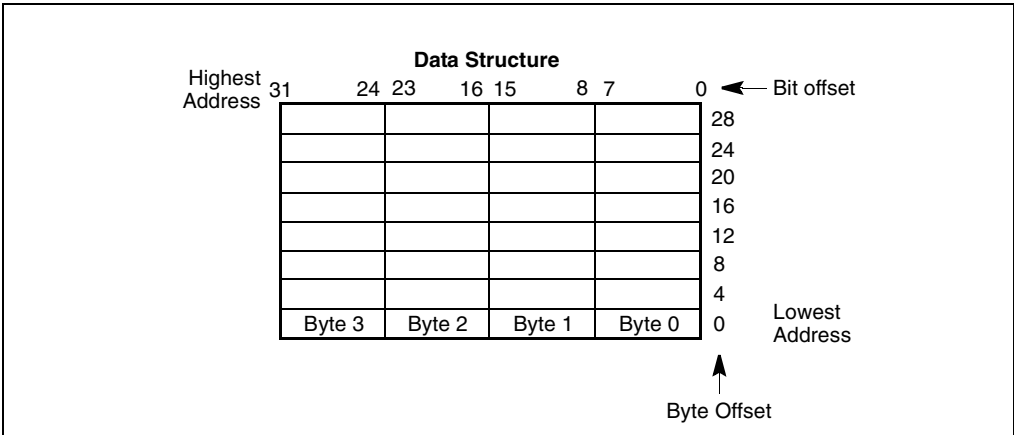 Data Structure
Highest
Address
31 24 23 16 15 8 7 0 Bit offset
28
24
20
16
12
8
4
Byte 3 Byte 2 Byte 1 Byte 0 0
Lowest
Address
Byte Offset